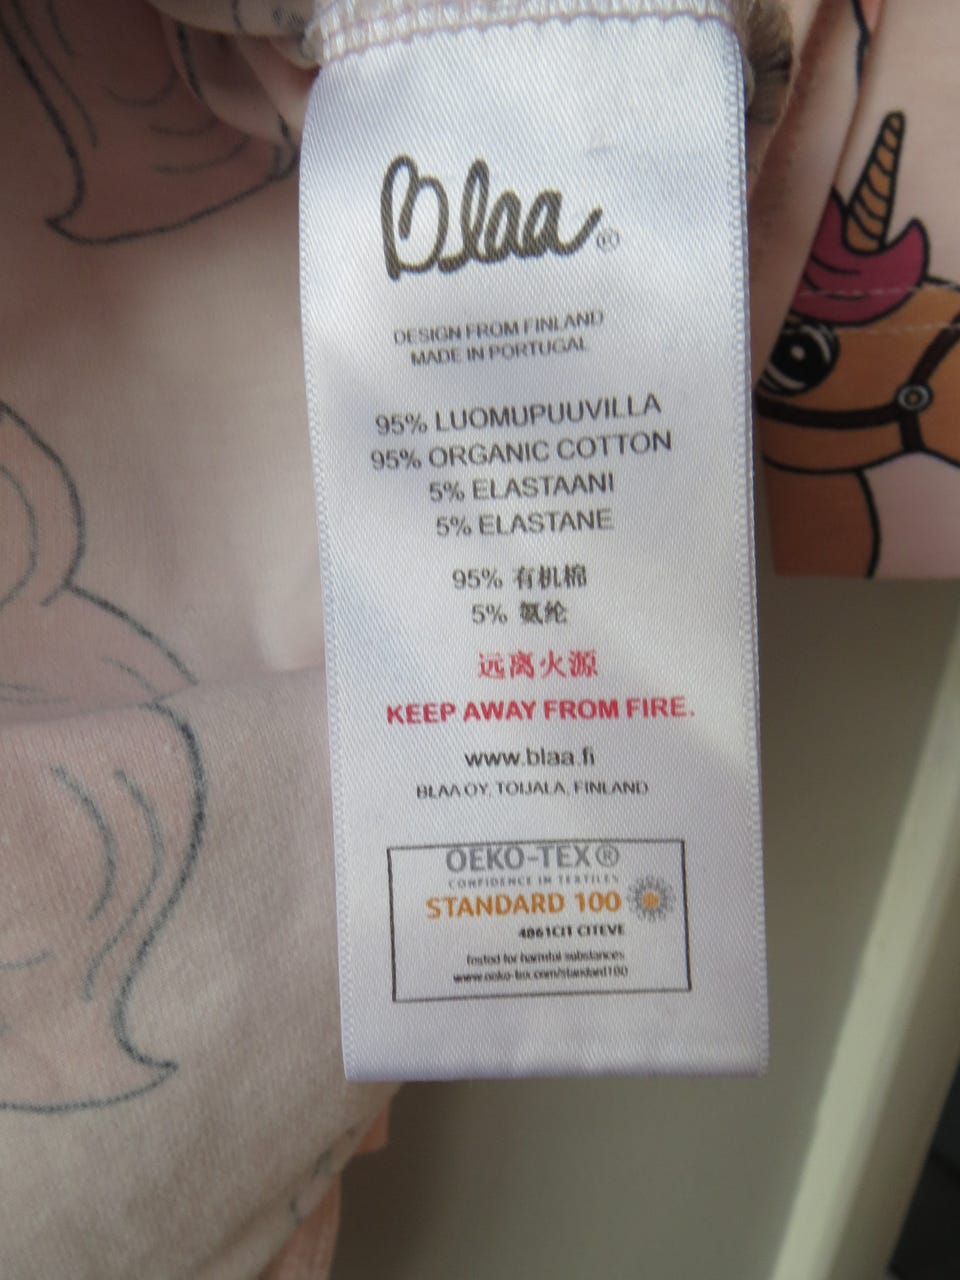 Blaa®
DESIGN FROM FINLAND
MADE IN PORTUGAL
95% LUOMUPUUVILLA
95% ORGANIC COTTON
5% ELASTAANI
5% ELASTANE
95% 有机棉
5% 氨纶
远离火源
KEEP AWAY FROM FIRE.
www.blaa.fi
BLAA OY, TOIJALA, FINLAND
OEKO-TEX®
CONFIDENCE IN TEXTILES
STANDARD 100
4861CIT CITEVE
Tested for harmful substances
www.oeko-tex.com/standard100